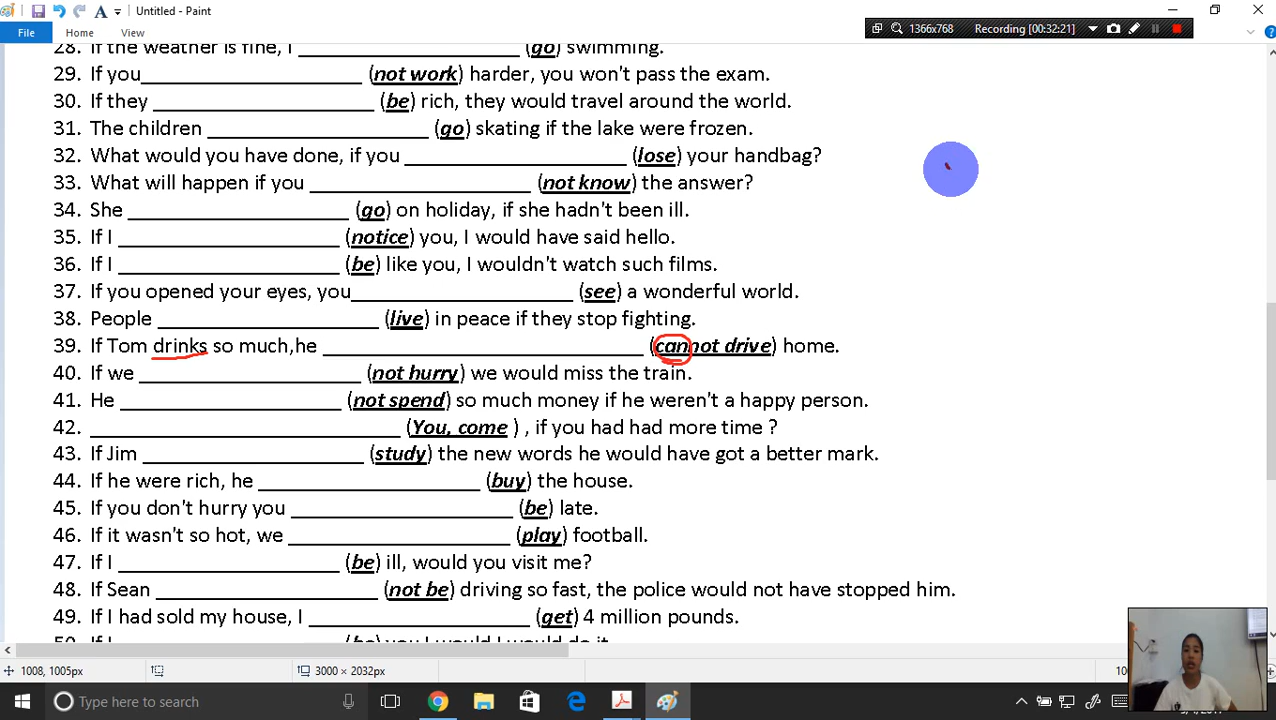 Untitled - Paint
File Home View
1366x768 Recording [00:32:21]
28. If the weather is fine, I ____________________ (go) swimming.
29. If you____________________ (not work) harder, you won't pass the exam.
30. If they ____________________ (be) rich, they would travel around the world.
31. The children ____________________ (go) skating if the lake were frozen.
32. What would you have done, if you ____________________ (lose) your handbag?
33. What will happen if you ____________________ (not know) the answer?
34. She ____________________ (go) on holiday, if she hadn't been ill.
35. If I ____________________ (notice) you, I would have said hello.
36. If I ____________________ (be) like you, I wouldn't watch such films.
37. If you opened your eyes, you____________________ (see) a wonderful world.
38. People ____________________ (live) in peace if they stop fighting.
39. If Tom drinks so much,he _____________________________ (cannot drive) home.
40. If we ____________________ (not hurry) we would miss the train.
41. He ____________________ (not spend) so much money if he weren't a happy person.
42. ____________________________ (You, come ) , if you had had more time ?
43. If Jim ____________________ (study) the new words he would have got a better mark.
44. If he were rich, he ____________________ (buy) the house.
45. If you don't hurry you ____________________ (be) late.
46. If it wasn't so hot, we ____________________ (play) football.
47. If I ____________________ (be) ill, would you visit me?
48. If Sean ____________________ (not be) driving so fast, the police would not have stopped him.
49. If I had sold my house, I ____________________ (get) 4 million pounds.
50. If I ____________________ (be) you I would I would do it.
1008, 1005px 3000 × 2032px
Type here to search